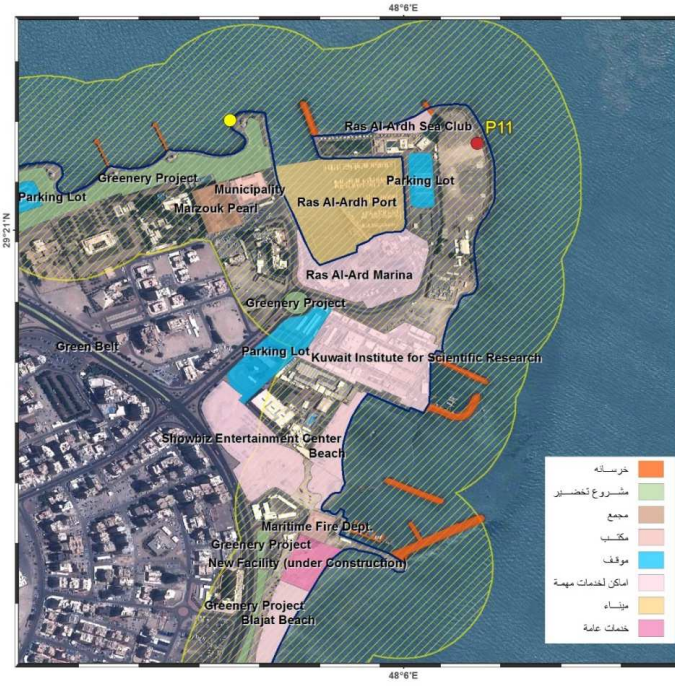 48°6'E
Ras Al-Ardh Sea Club
P11
Greenery Project
Parking Lot
Municipality
Parking Lot
Marzouk Pearl
Ras Al-Ardh Port
29°21'N
29°21'N
Ras Al-Ard Marina
Greenery Project
Green Belt
Parking Lot
Kuwait Institute for Scientific Research
Showbiz Entertainment Center
Beach
Maritime Fire Dept.
Greenery Project
New Facility (under Construction)
Greenery Project
Blajat Beach
خرسانه
مشروع تخضير
مجمع
مكتب
موقف
اماكن لخدمات مهمة
ميناء
خدمات عامة
48°6'E